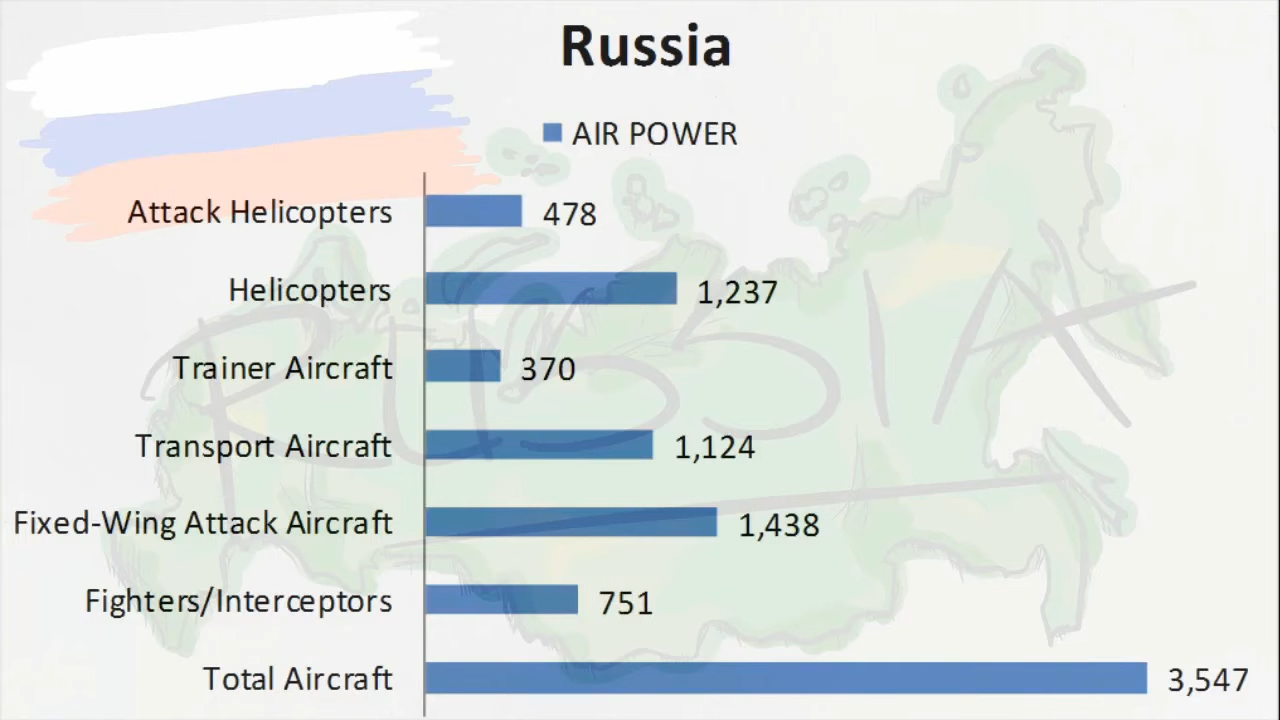 Russia
AIR POWER
Attack Helicopters 478
Helicopters 1,237
Trainer Aircraft 370
RUSSIA
Transport Aircraft 1,124
Fixed-Wing Attack Aircraft 1,438
Fighters/Interceptors 751
Total Aircraft 3,547